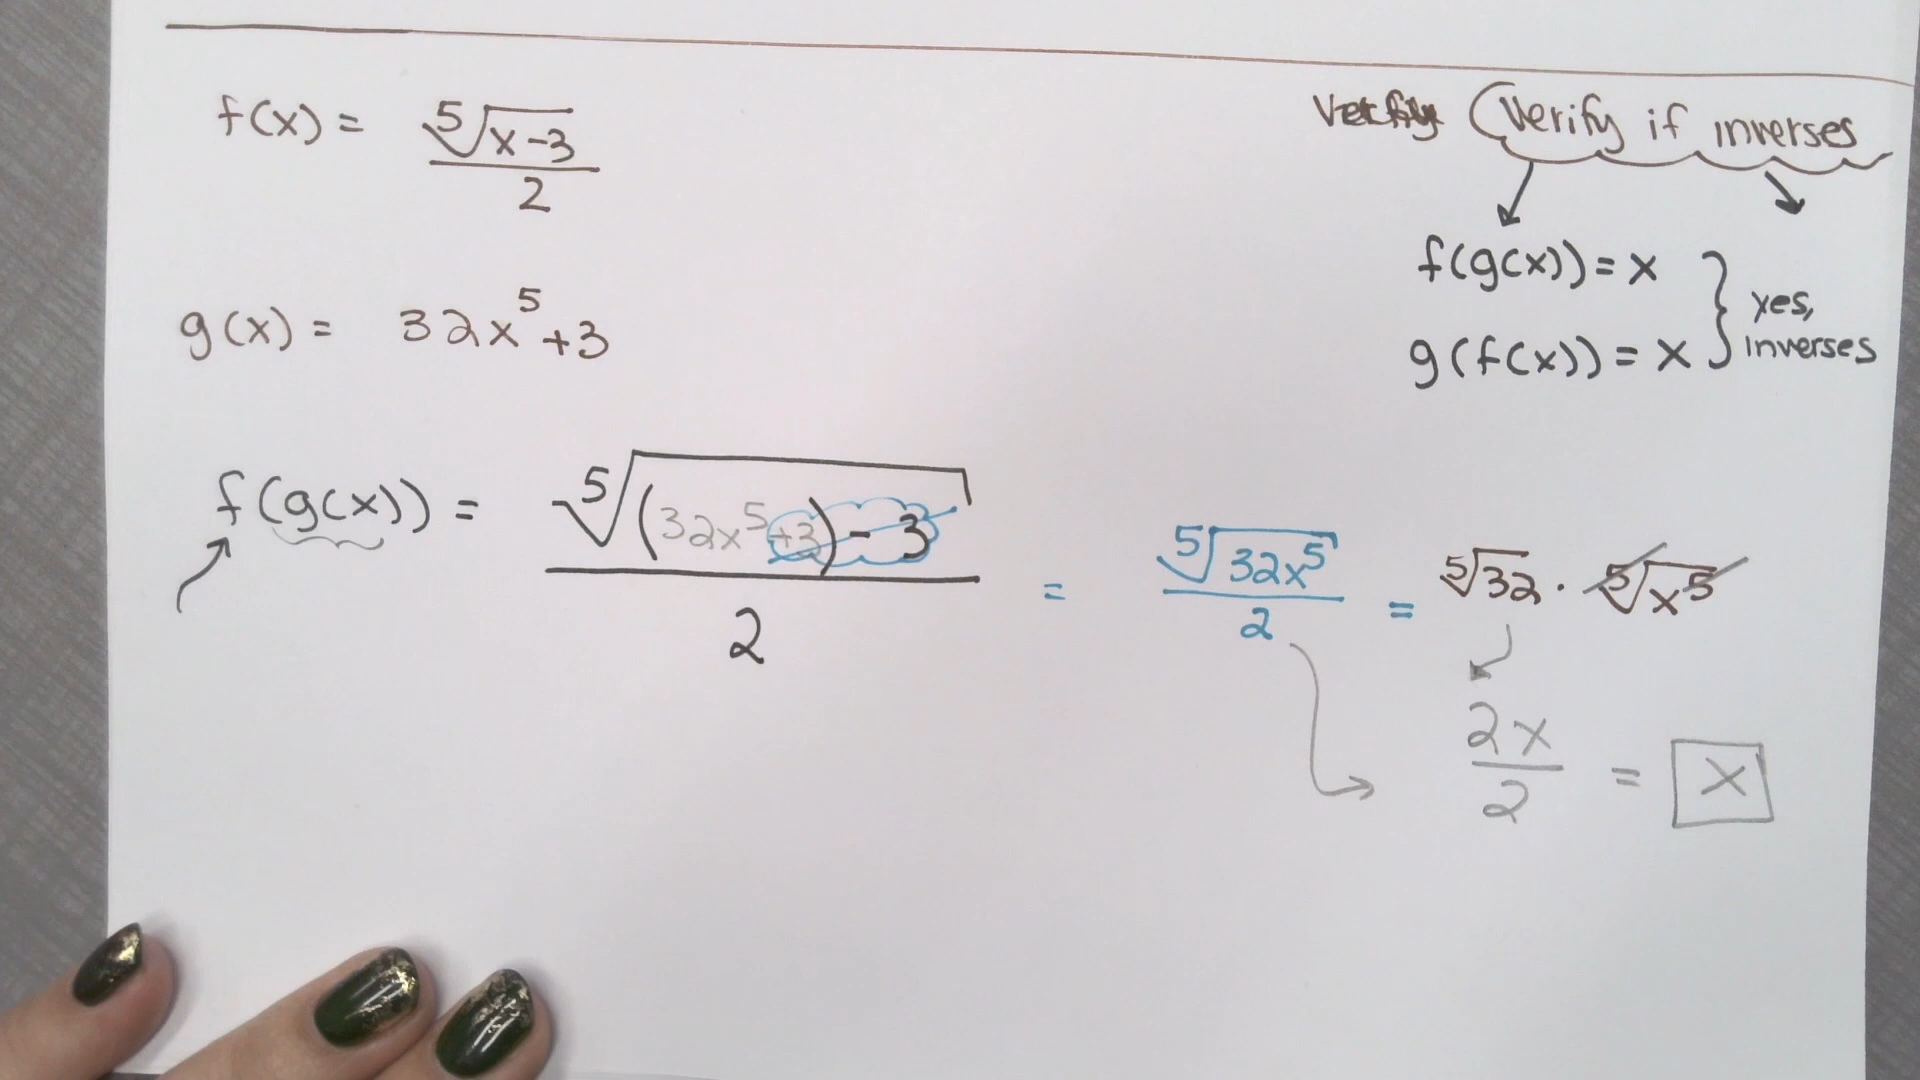 f(x) = ⁵√(x-3) / 2
Verify Verify if inverses
g(x) = 32x⁵+3
f(g(x)) = x
g(f(x)) = x
yes,
inverses
f(g(x)) = ⁵√((32x⁵+3)-3) / 2 = ⁵√(32x⁵) / 2 = ⁵√32 · ⁵√x⁵
2x / 2 = x